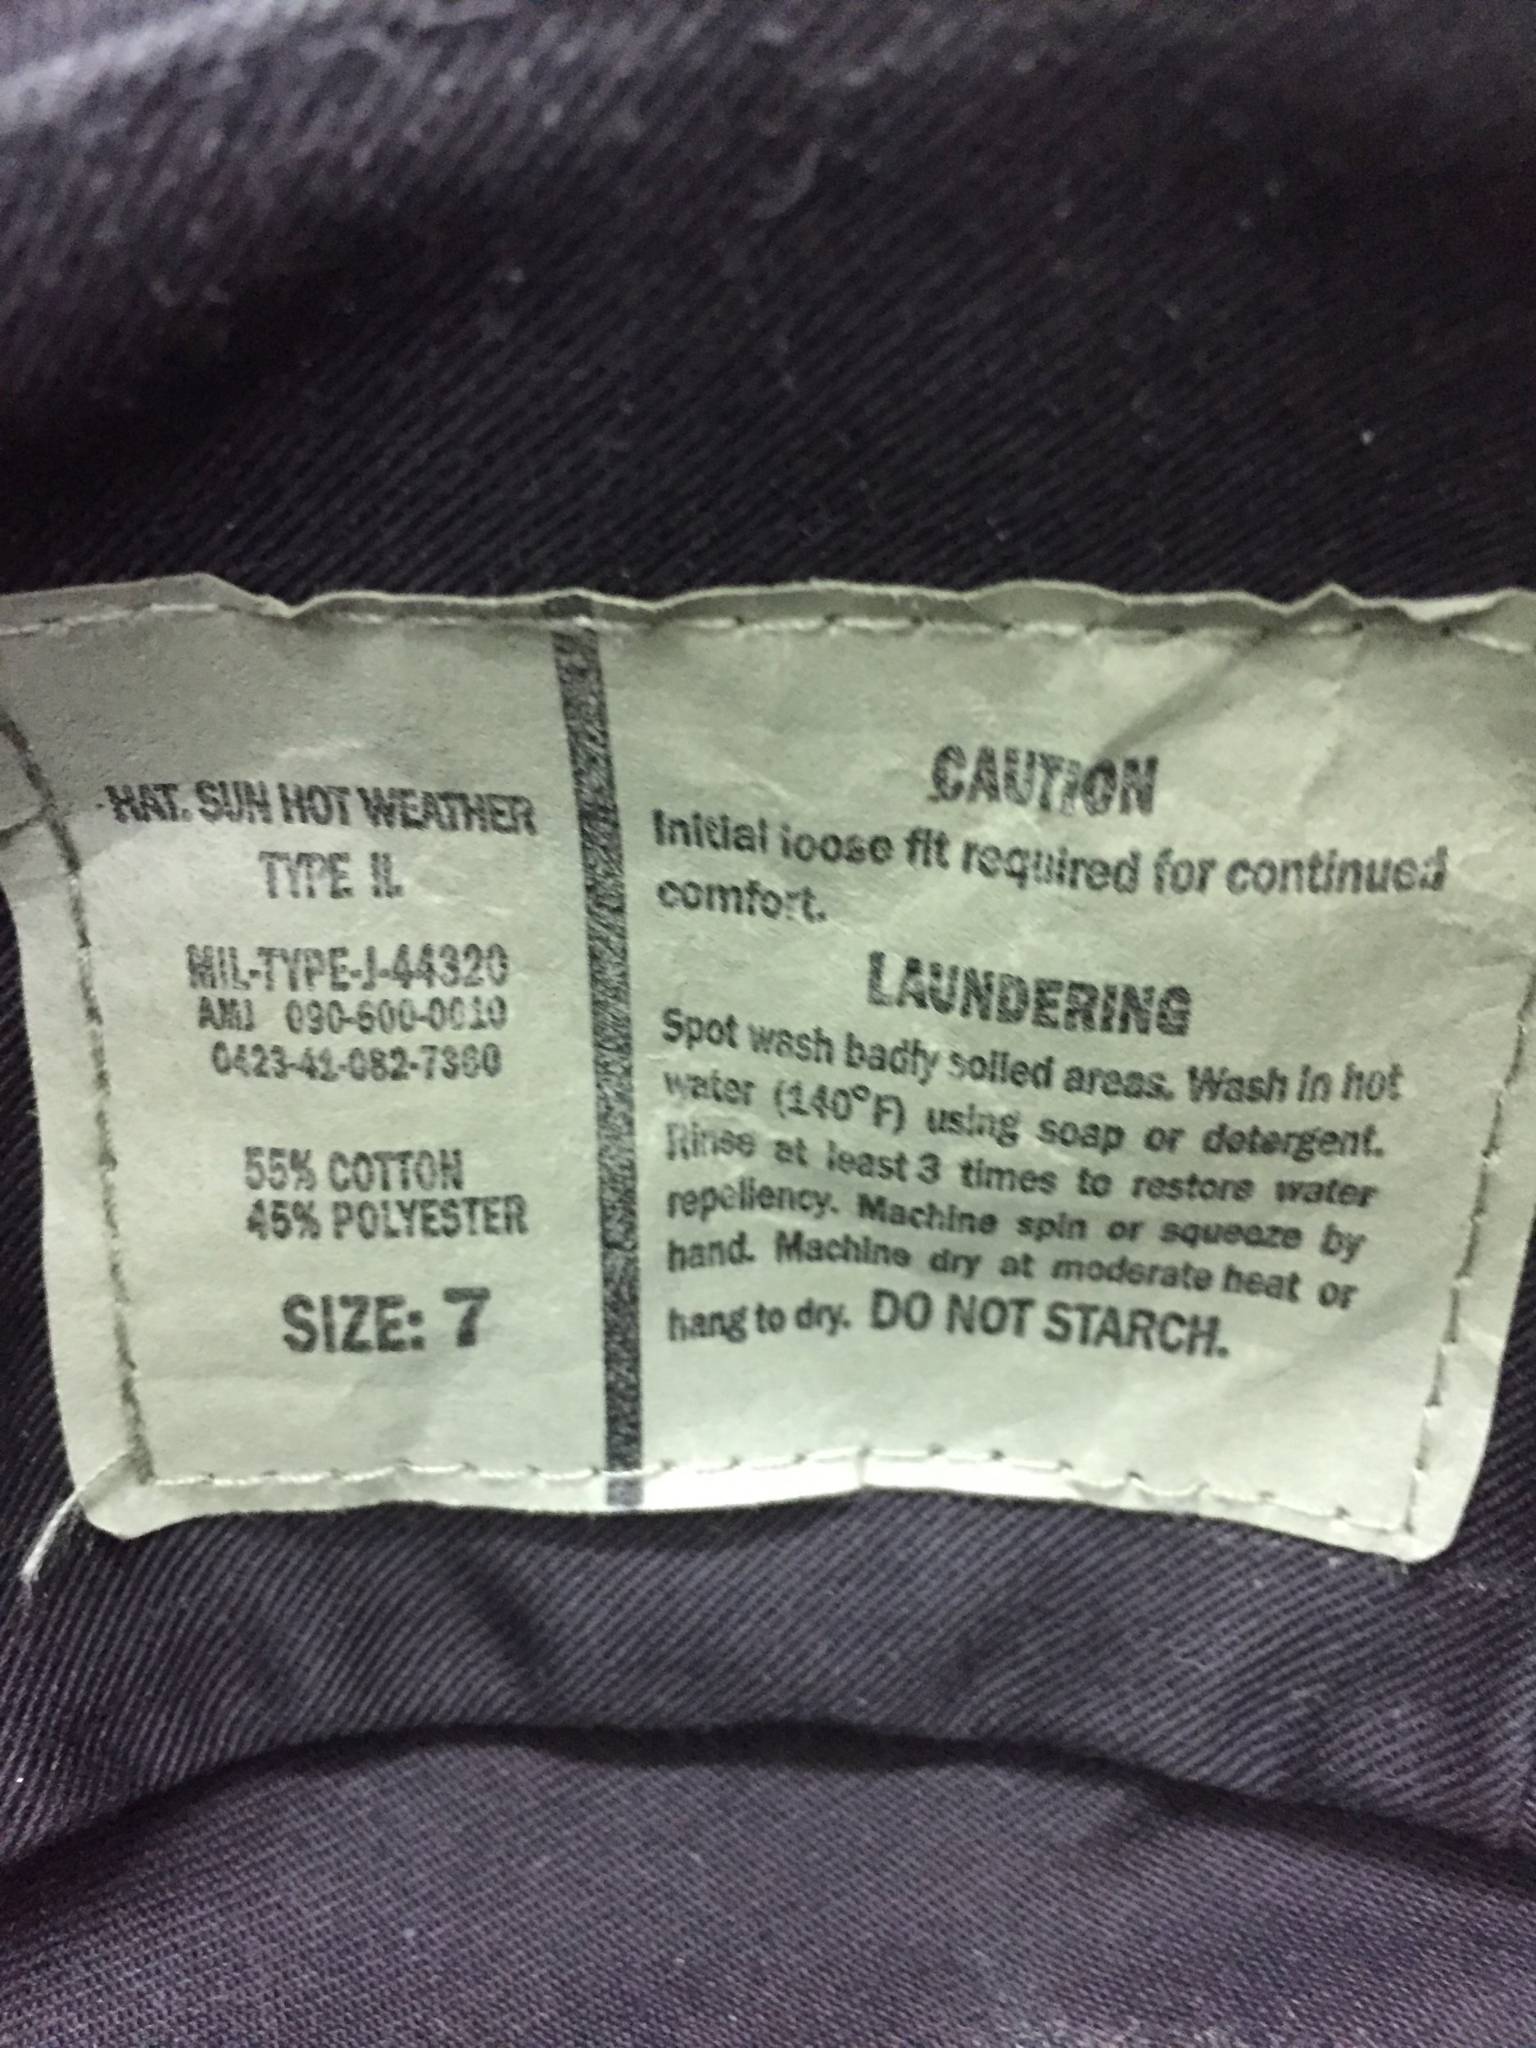 HAT. SUN HOT WEATHER
TYPE II.
MIL-TYPE-J-44320
AMJ 090-600-0010
0423-41-082-7360
55% COTTON
45% POLYESTER
SIZE: 7
CAUTION
Initial loose fit required for continued
comfort.
LAUNDERING
Spot wash badly soiled areas. Wash in hot
water (140°F) using soap or detergent.
Rinse at least 3 times to restore water
repellency. Machine spin or squeeze by
hand. Machine dry at moderate heat or
hang to dry. DO NOT STARCH.